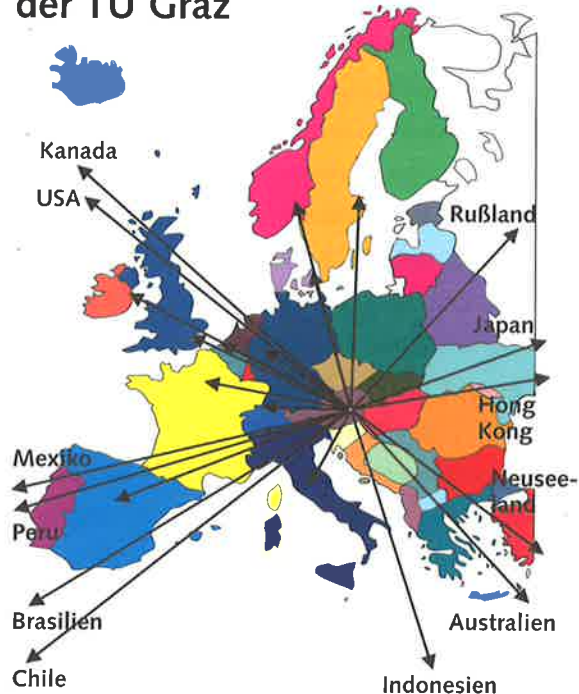 der TU Graz
Kanada
USA
Rußland
Japan
Hong
Kong
Mexiko
Neusee-
land
Peru
Brasilien
Australien
Chile
Indonesien